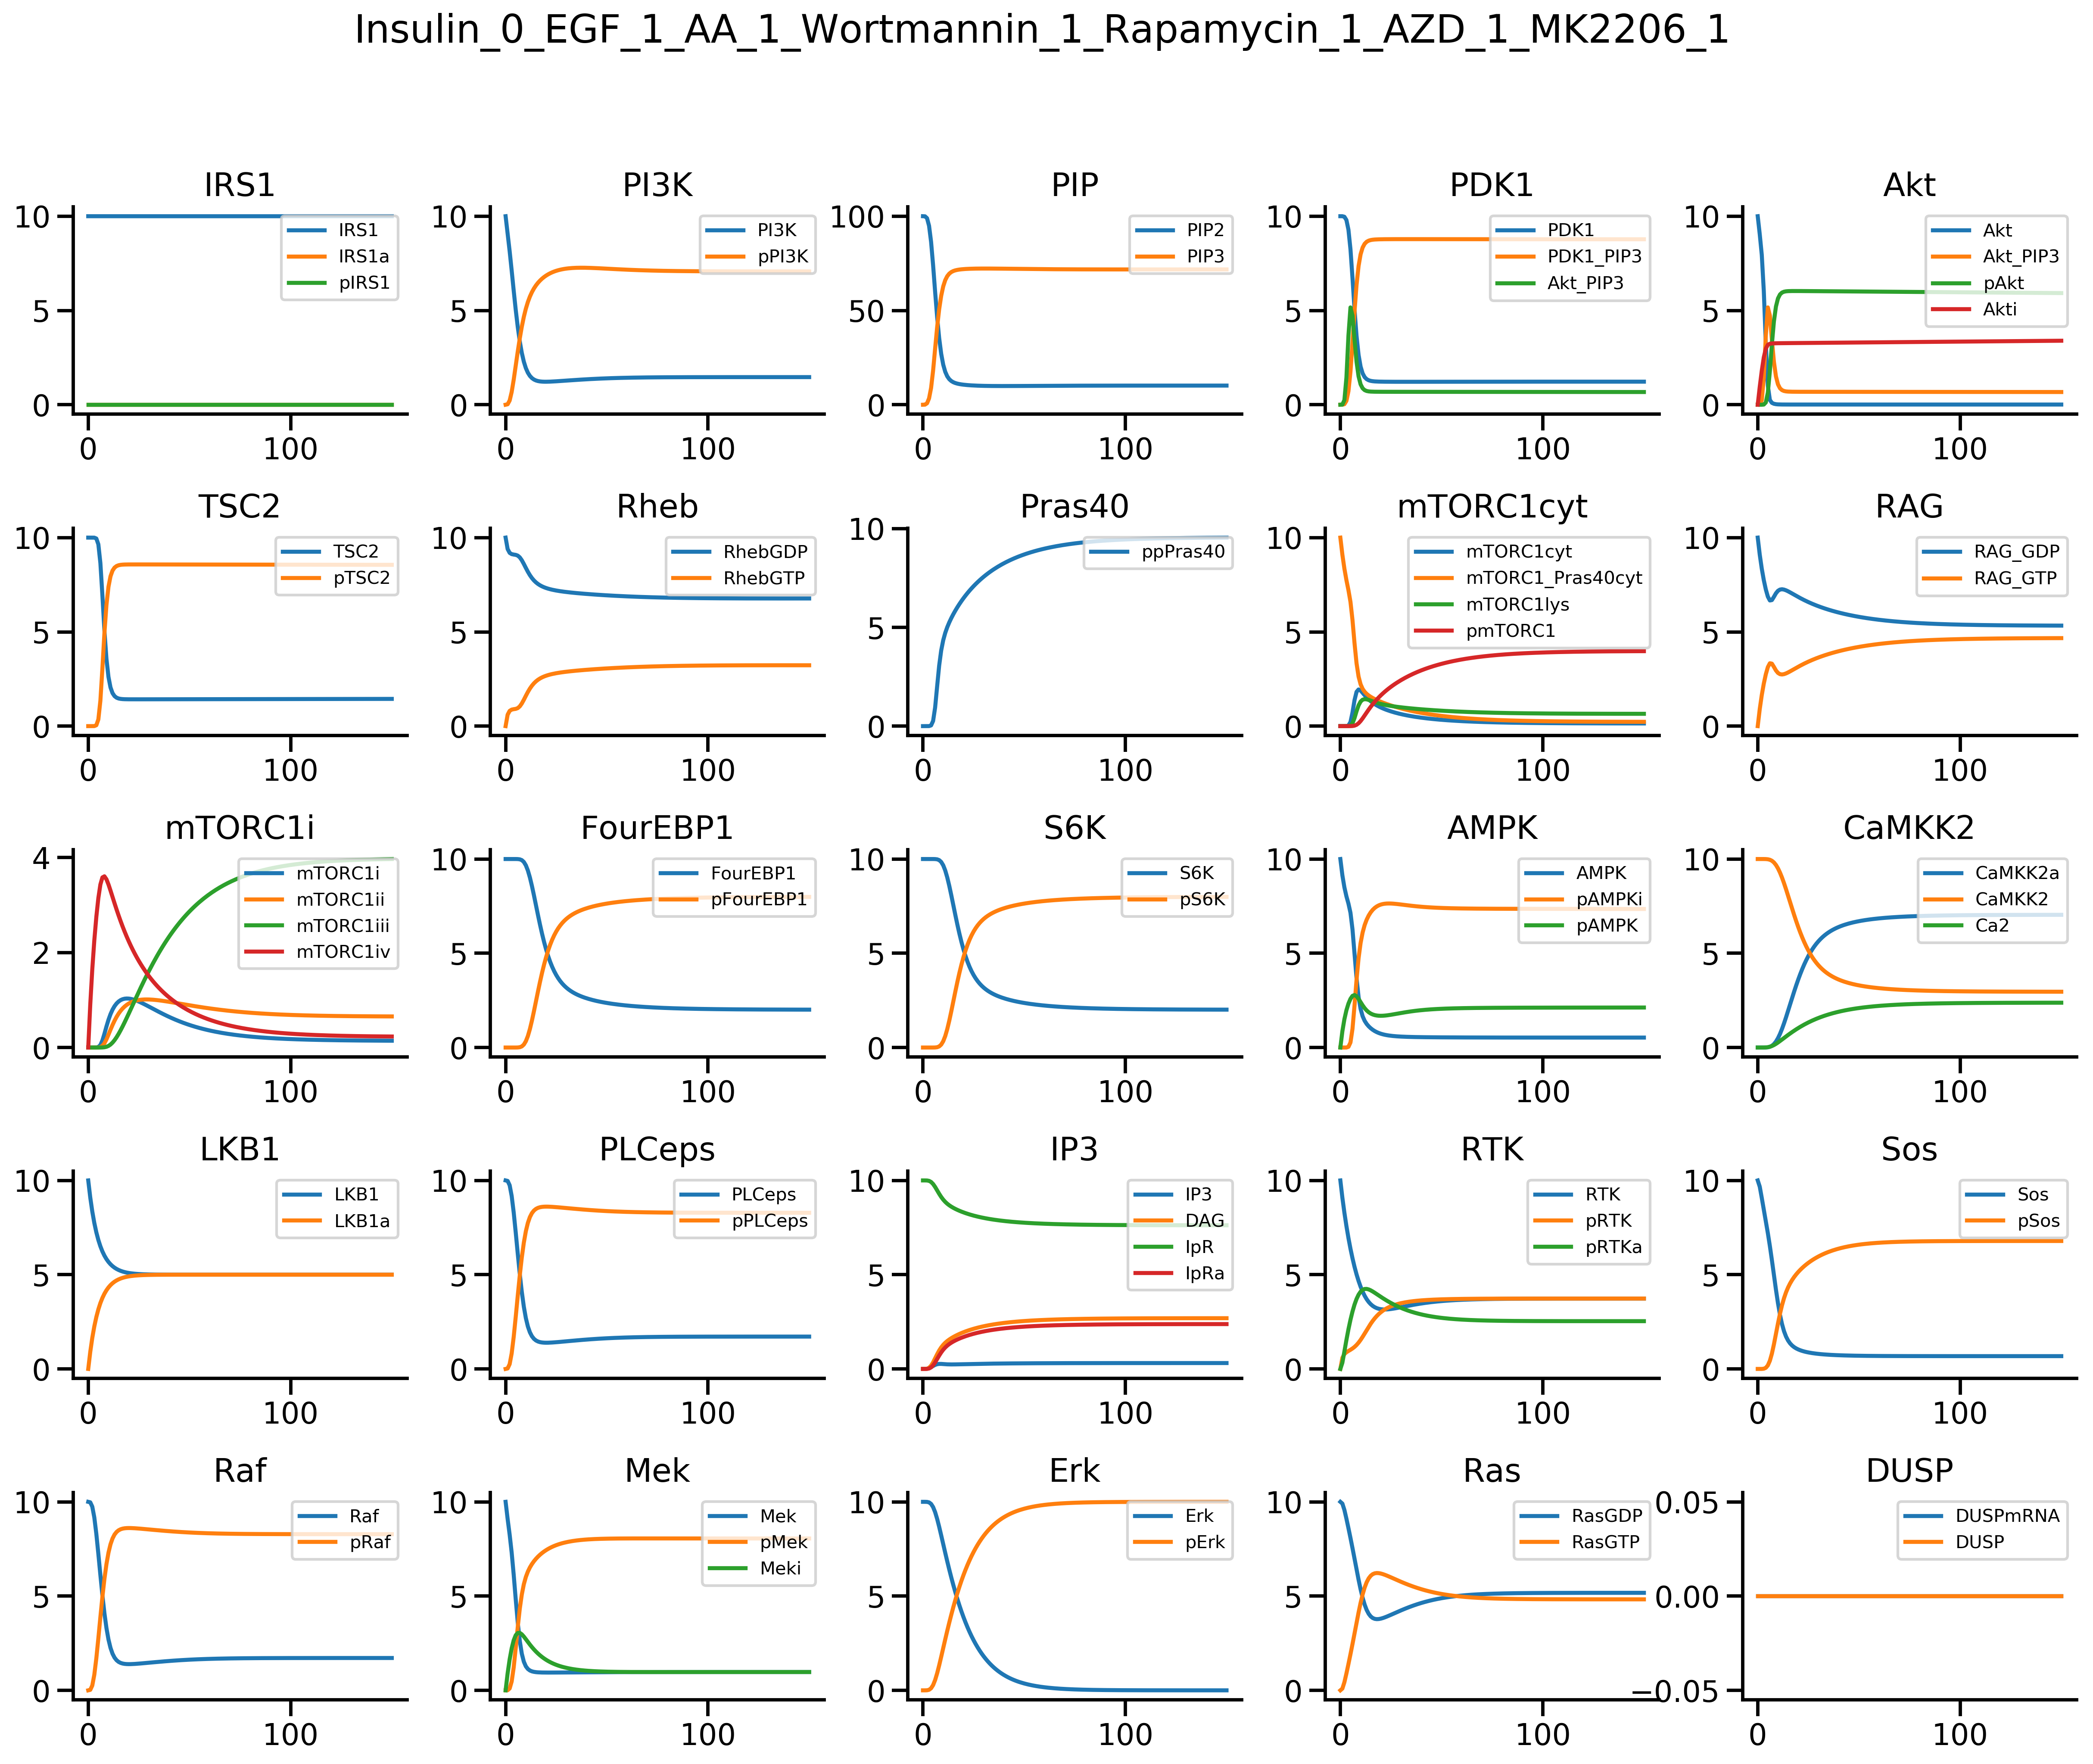 Insulin_0_EGF_1_AA_1_Wortmannin_1_Rapamycin_1_AZD_1_MK2206_1
IRS1
10
5
0
0
100
IRS1
IRS1a
pIRS1
PI3K
10
5
0
0
100
PI3K
pPI3K
PIP
100
50
0
0
100
PIP2
PIP3
PDK1
10
5
0
0
100
PDK1
PDK1_PIP3
Akt_PIP3
Akt
10
5
0
0
100
Akt
Akt_PIP3
pAkt
Akti
TSC2
10
5
0
0
100
TSC2
pTSC2
Rheb
10
5
0
0
100
RhebGDP
RhebGTP
Pras40
10
5
0
0
100
ppPras40
mTORC1cyt
10
5
0
0
100
mTORC1cyt
mTORC1_Pras40cyt
mTORC1lys
pmTORC1
RAG
10
5
0
0
100
RAG_GDP
RAG_GTP
mTORC1i
4
2
0
0
100
mTORC1i
mTORC1ii
mTORC1iii
mTORC1iv
FourEBP1
10
5
0
0
100
FourEBP1
pFourEBP1
S6K
10
5
0
0
100
S6K
pS6K
AMPK
10
5
0
0
100
AMPK
pAMPKi
pAMPK
CaMKK2
10
5
0
0
100
CaMKK2a
CaMKK2
Ca2
LKB1
10
5
0
0
100
LKB1
LKB1a
PLCeps
10
5
0
0
100
PLCeps
pPLCeps
IP3
10
5
0
0
100
IP3
DAG
IpR
IpRa
RTK
10
5
0
0
100
RTK
pRTK
pRTKa
Sos
10
5
0
0
100
Sos
pSos
Raf
10
5
0
0
100
Raf
pRaf
Mek
10
5
0
0
100
Mek
pMek
Meki
Erk
10
5
0
0
100
Erk
pErk
Ras
10
5
0
0
100
RasGDP
RasGTP
DUSP
0.05
0.00
−0.05
0
100
DUSPmRNA
DUSP